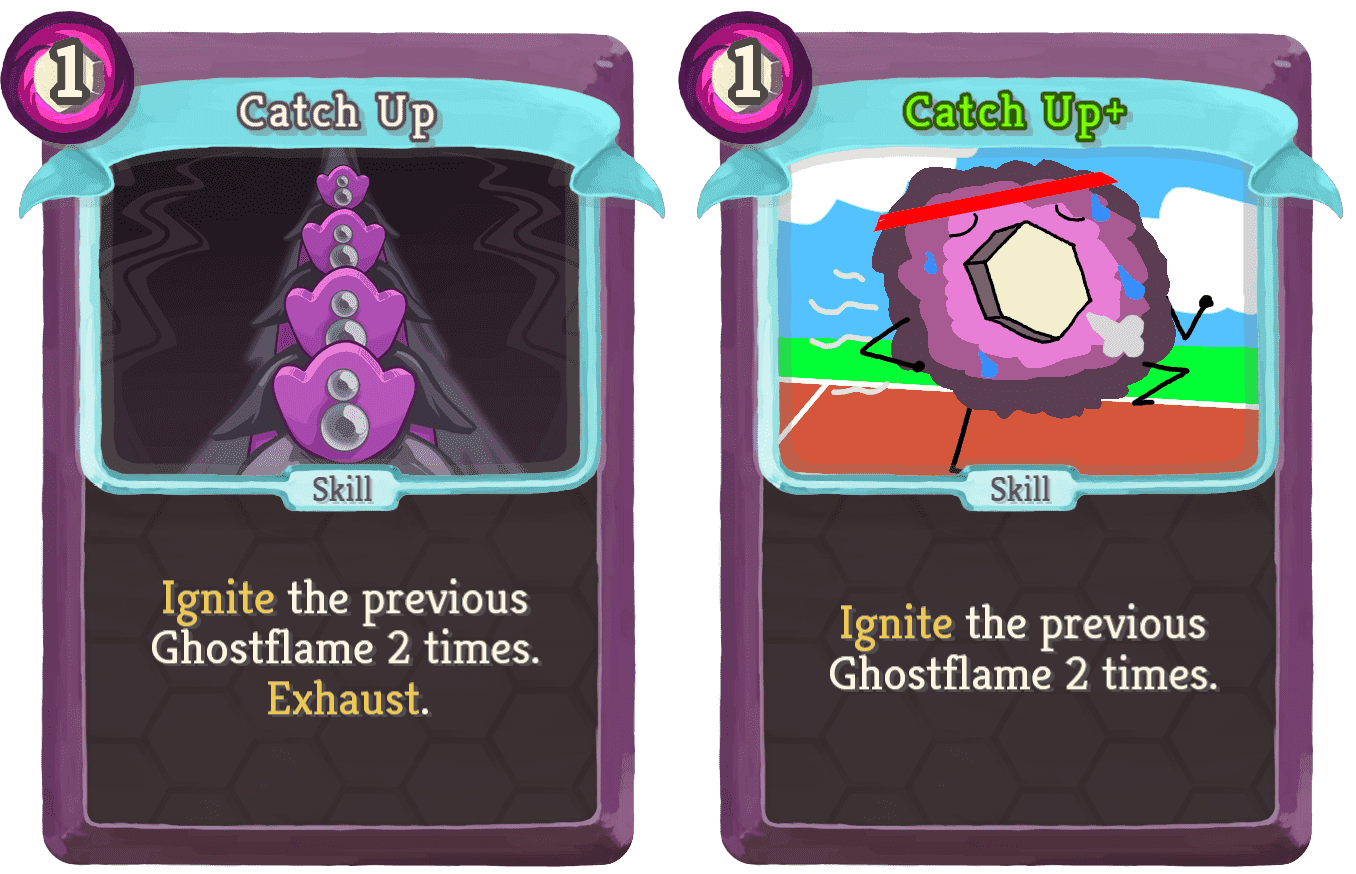 1
Catch Up
Skill
Ignite the previous
Ghostflame 2 times.
Exhaust.
1
Catch Up+
Skill
Ignite the previous
Ghostflame 2 times.